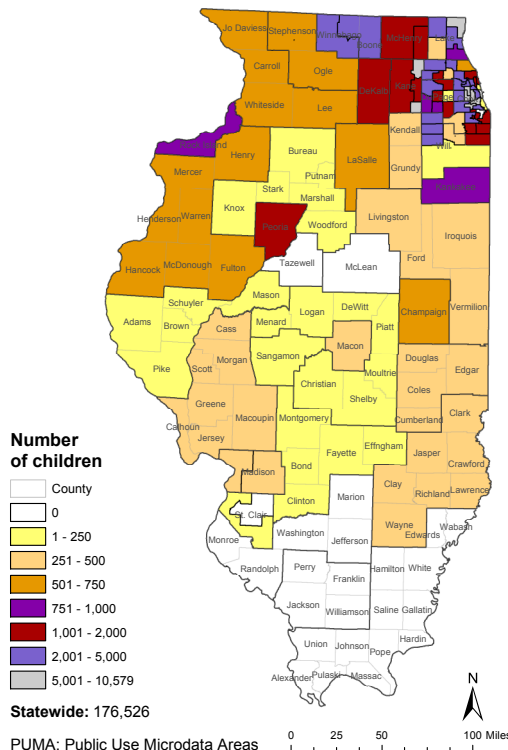 Jo Daviess
Stephenson
Winnebago
Boone
McHenry
Lake
Carroll
Ogle
DeKalb
Kane
Whiteside
Lee
Kendall
Will
Rock Island
Henry
Bureau
LaSalle
Grundy
Mercer
Putnam
Kankakee
Stark
Marshall
Knox
Henderson
Warren
Peoria
Woodford
Livingston
Iroquois
Ford
Tazewell
McLean
Hancock
McDonough
Fulton
Mason
Schuyler
Logan
DeWitt
Champaign
Vermilion
Adams
Brown
Cass
Menard
Piatt
Macon
Douglas
Morgan
Sangamon
Moultrie
Edgar
Pike
Scott
Christian
Coles
Shelby
Greene
Calhoun
Jersey
Macoupin
Montgomery
Cumberland
Clark
Effngham
Jasper
Fayette
Crawford
Madison
Bond
Clay
Richland
Lawrence
Clinton
Marion
St. Clair
Wayne
Edwards
Wabash
Monroe
Washington
Jefferson
Randolph
Perry
Hamilton
White
Franklin
Jackson
Williamson
Saline
Gallatin
Union
Johnson
Pope
Hardin
Alexander
Pulaski
Massac
Number
of children
County
0
1 - 250
251 - 500
501 - 750
751 - 1,000
1,001 - 2,000
2,001 - 5,000
5,001 - 10,579
Statewide: 176,526
PUMA: Public Use Microdata Areas
N
0 25 50 100 Miles